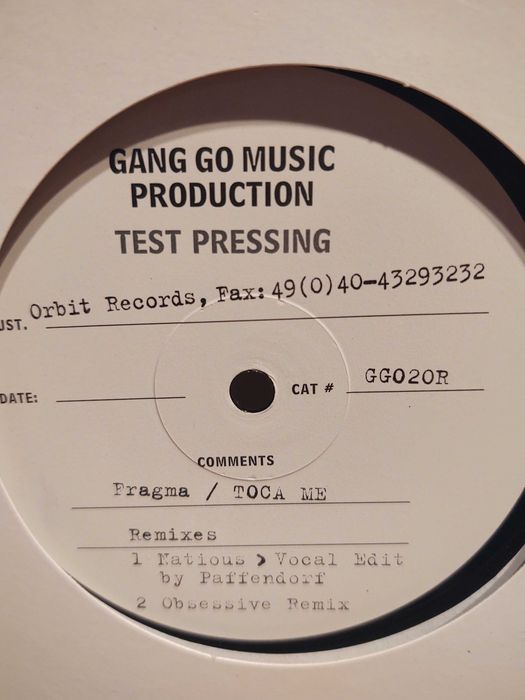 GANG GO MUSIC
PRODUCTION
TEST PRESSING
UST. Orbit Records, Fax: 49(0)40-43293232
DATE: CAT # GG020R
COMMENTS
Fragma / TOCA ME
Remixes
1 Natious > Vocal Edit
by Paffendorf
2 Obsessive Remix